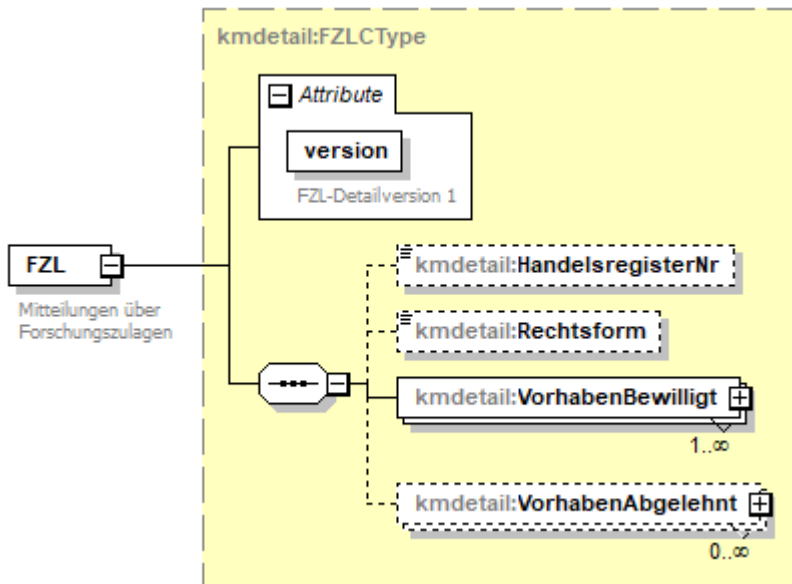 kmdetail:FZLCType
Attribute
version
FZL-Detailversion 1
FZL
Mitteilungen über
Forschungszulagen
kmdetail:HandelsregisterNr
kmdetail:Rechtsform
kmdetail:VorhabenBewilligt
1..∞
kmdetail:VorhabenAbgelehnt
0..∞